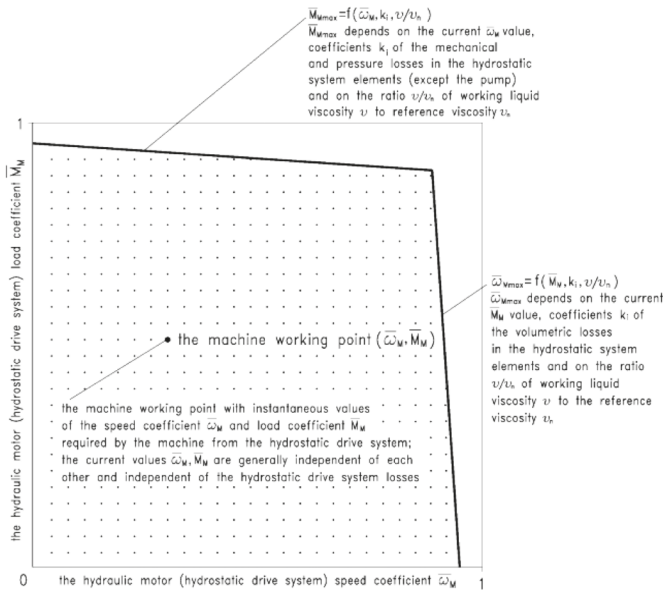 M̅Mmax=f(ω̅M, ki, υ/υn)
M̅Mmax depends on the current ω̅M value,
coefficients ki of the mechanical
and pressure losses in the hydrostatic
system elements (except the pump)
and on the ratio υ/υn of working liquid
viscosity υ to reference viscosity υn
1
the hydraulic motor (hydrostatic drive system) load coefficient M̅M
ω̅Mmax=f(M̅M, ki, υ/υn)
ω̅Mmax depends on the current
M̅M value, coefficients ki of
the volumetric losses
in the hydrostatic system
elements and on the ratio
υ/υn of working liquid
viscosity υ to the reference
viscosity υn
the machine working point (ω̅M, M̅M)
the machine working point with instantaneous values
of the speed coefficient ω̅M and load coefficient M̅M
required by the machine from the hydrostatic drive system;
the current values ω̅M, M̅M are generally independent of each
other and independent of the hydrostatic drive system losses
0
the hydraulic motor (hydrostatic drive system) speed coefficient ω̅M
1